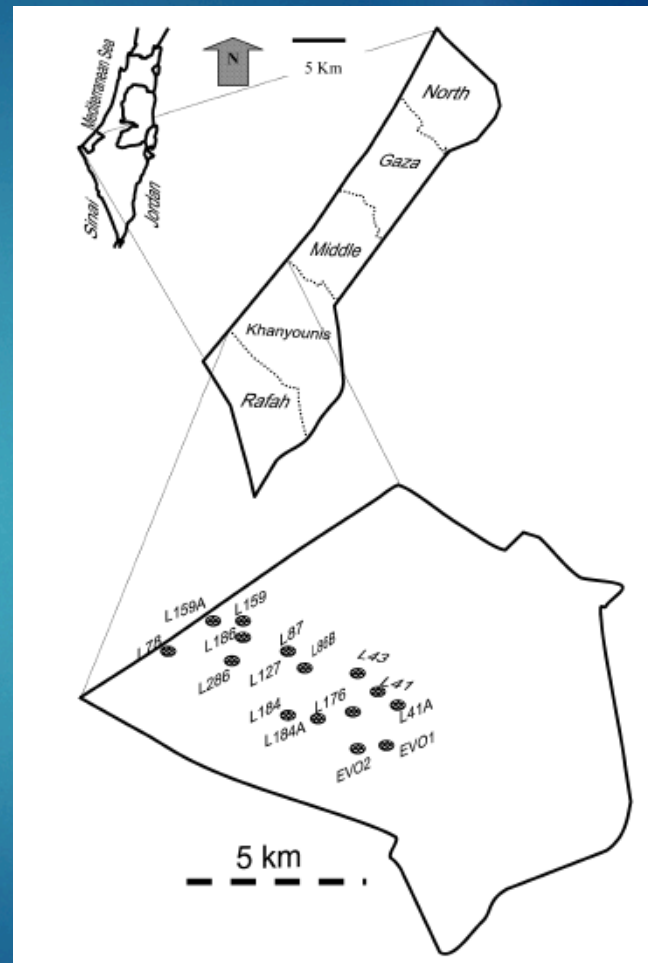 Mediterranean Sea
Sinai
Jordan
N
5 Km
North
Gaza
Middle
Khanyounis
Rafah
L159A
L159
L78
L186
L87
L86B
L286
L127
L43
L41
L184
L176
L41A
L184A
EVO2
EVO1
5 km